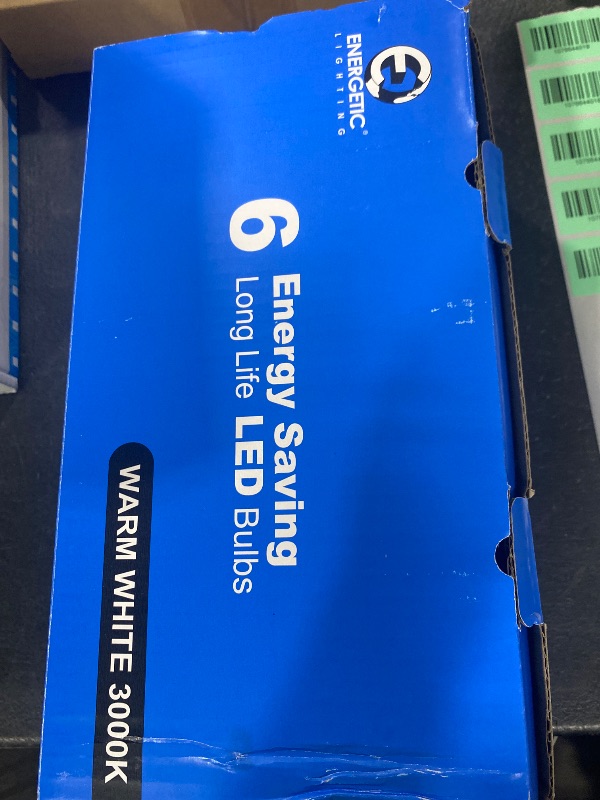 ENERGETIC®
LIGHTING
6 Energy Saving
Long Life LED Bulbs
WARM WHITE 3000K